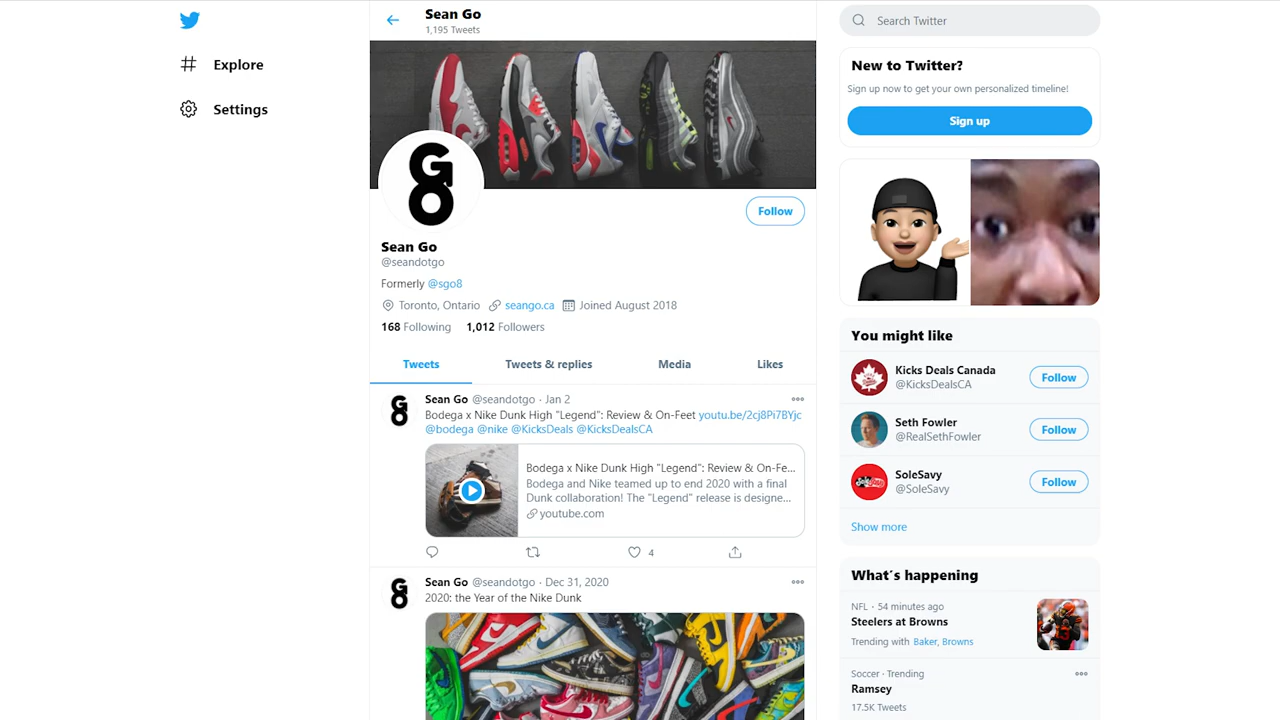 Explore
Settings
Sean Go
1,195 Tweets
GO
Follow
Sean Go
@seandotgo
Formerly @sgo8
Toronto, Ontario seango.ca Joined August 2018
168 Following 1,012 Followers
Tweets Tweets & replies Media Likes
Sean Go @seandotgo · Jan 2
Bodega x Nike Dunk High "Legend": Review & On-Feet youtu.be/2cj8Pi7BYjc
@bodega @nike @KicksDeals @KicksDealsCA
Bodega x Nike Dunk High "Legend": Review & On-Fe...
Bodega and Nike teamed up to end 2020 with a final
Dunk collaboration! The "Legend" release is designe...
youtube.com
4
Sean Go @seandotgo · Dec 31, 2020
2020: the Year of the Nike Dunk
Search Twitter
New to Twitter?
Sign up now to get your own personalized timeline!
Sign up
You might like
Kicks Deals Canada
@KicksDealsCA
Follow
Seth Fowler
@RealSethFowler
Follow
SoleSavy
@SoleSavy
Follow
Show more
What's happening
NFL · 54 minutes ago
Steelers at Browns
Trending with Baker, Browns
Soccer · Trending
Ramsey
17.5K Tweets